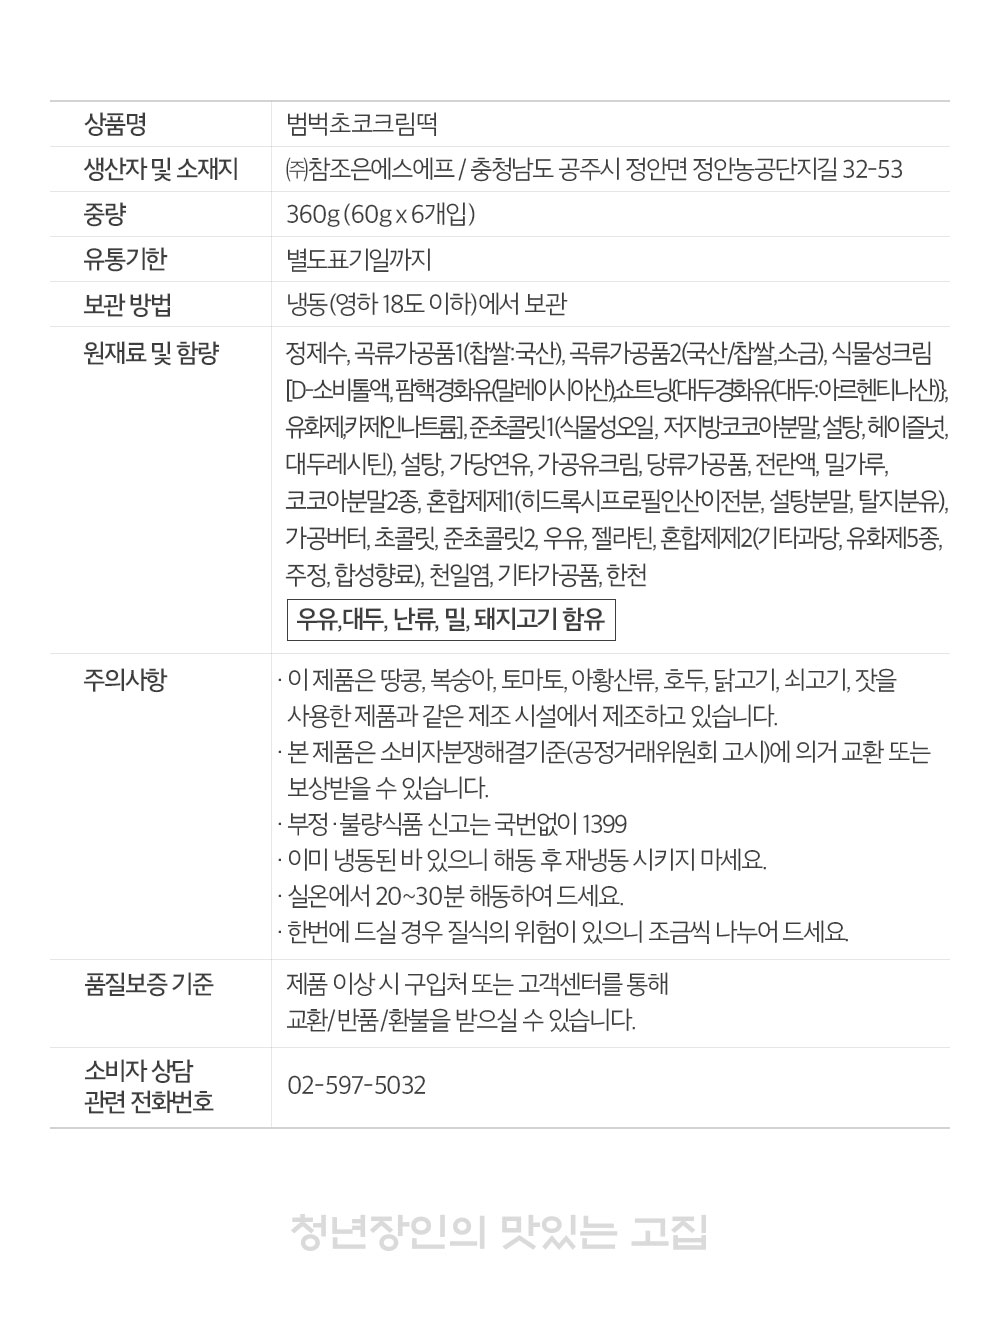 상품명 범벅초코크림떡
생산자 및 소재지 ㈜참조은에스에프 / 충청남도 공주시 정안면 정안농공단지길 32-53
중량 360g (60g x 6개입)
유통기한 별도표기일까지
보관 방법 냉동(영하 18도 이하)에서 보관
원재료 및 함량 정제수, 곡류가공품1(찹쌀:국산), 곡류가공품2(국산/찹쌀,소금), 식물성크림
[D-소비톨액, 팜핵경화유(말레이시아산),쇼트닝{대두경화유(대두:아르헨티나산)},
유화제,카제인나트륨], 준초콜릿1(식물성오일, 저지방코코아분말, 설탕, 헤이즐넛,
대두레시틴), 설탕, 가당연유, 가공유크림, 당류가공품, 전란액, 밀가루,
코코아분말2종, 혼합제제1(히드록시프로필인산이전분, 설탕분말, 탈지분유),
가공버터, 초콜릿, 준초콜릿2, 우유, 젤라틴, 혼합제제2(기타과당, 유화제5종,
주정, 합성향료), 천일염, 기타가공품, 한천
우유,대두, 난류, 밀, 돼지고기 함유
주의사항 · 이 제품은 땅콩, 복숭아, 토마토, 아황산류, 호두, 닭고기, 쇠고기, 잣을
사용한 제품과 같은 제조 시설에서 제조하고 있습니다.
· 본 제품은 소비자분쟁해결기준(공정거래위원회 고시)에 의거 교환 또는
보상받을 수 있습니다.
· 부정·불량식품 신고는 국번없이 1399
· 이미 냉동된 바 있으니 해동 후 재냉동 시키지 마세요.
· 실온에서 20~30분 해동하여 드세요.
· 한번에 드실 경우 질식의 위험이 있으니 조금씩 나누어 드세요.
품질보증 기준 제품 이상 시 구입처 또는 고객센터를 통해
교환/반품/환불을 받으실 수 있습니다.
소비자 상담
관련 전화번호 02-597-5032
청년장인의 맛있는 고집